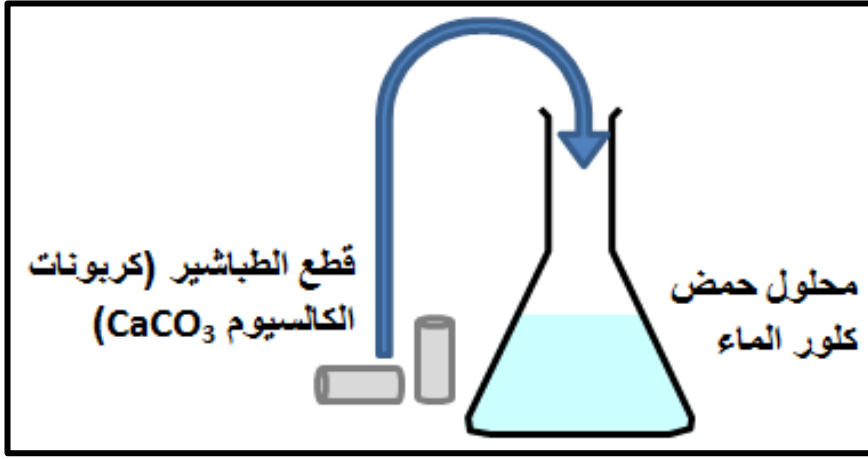 قطع الطباشير (كربونات
الكالسيوم CaCO₃)
محلول حمض
كلور الماء